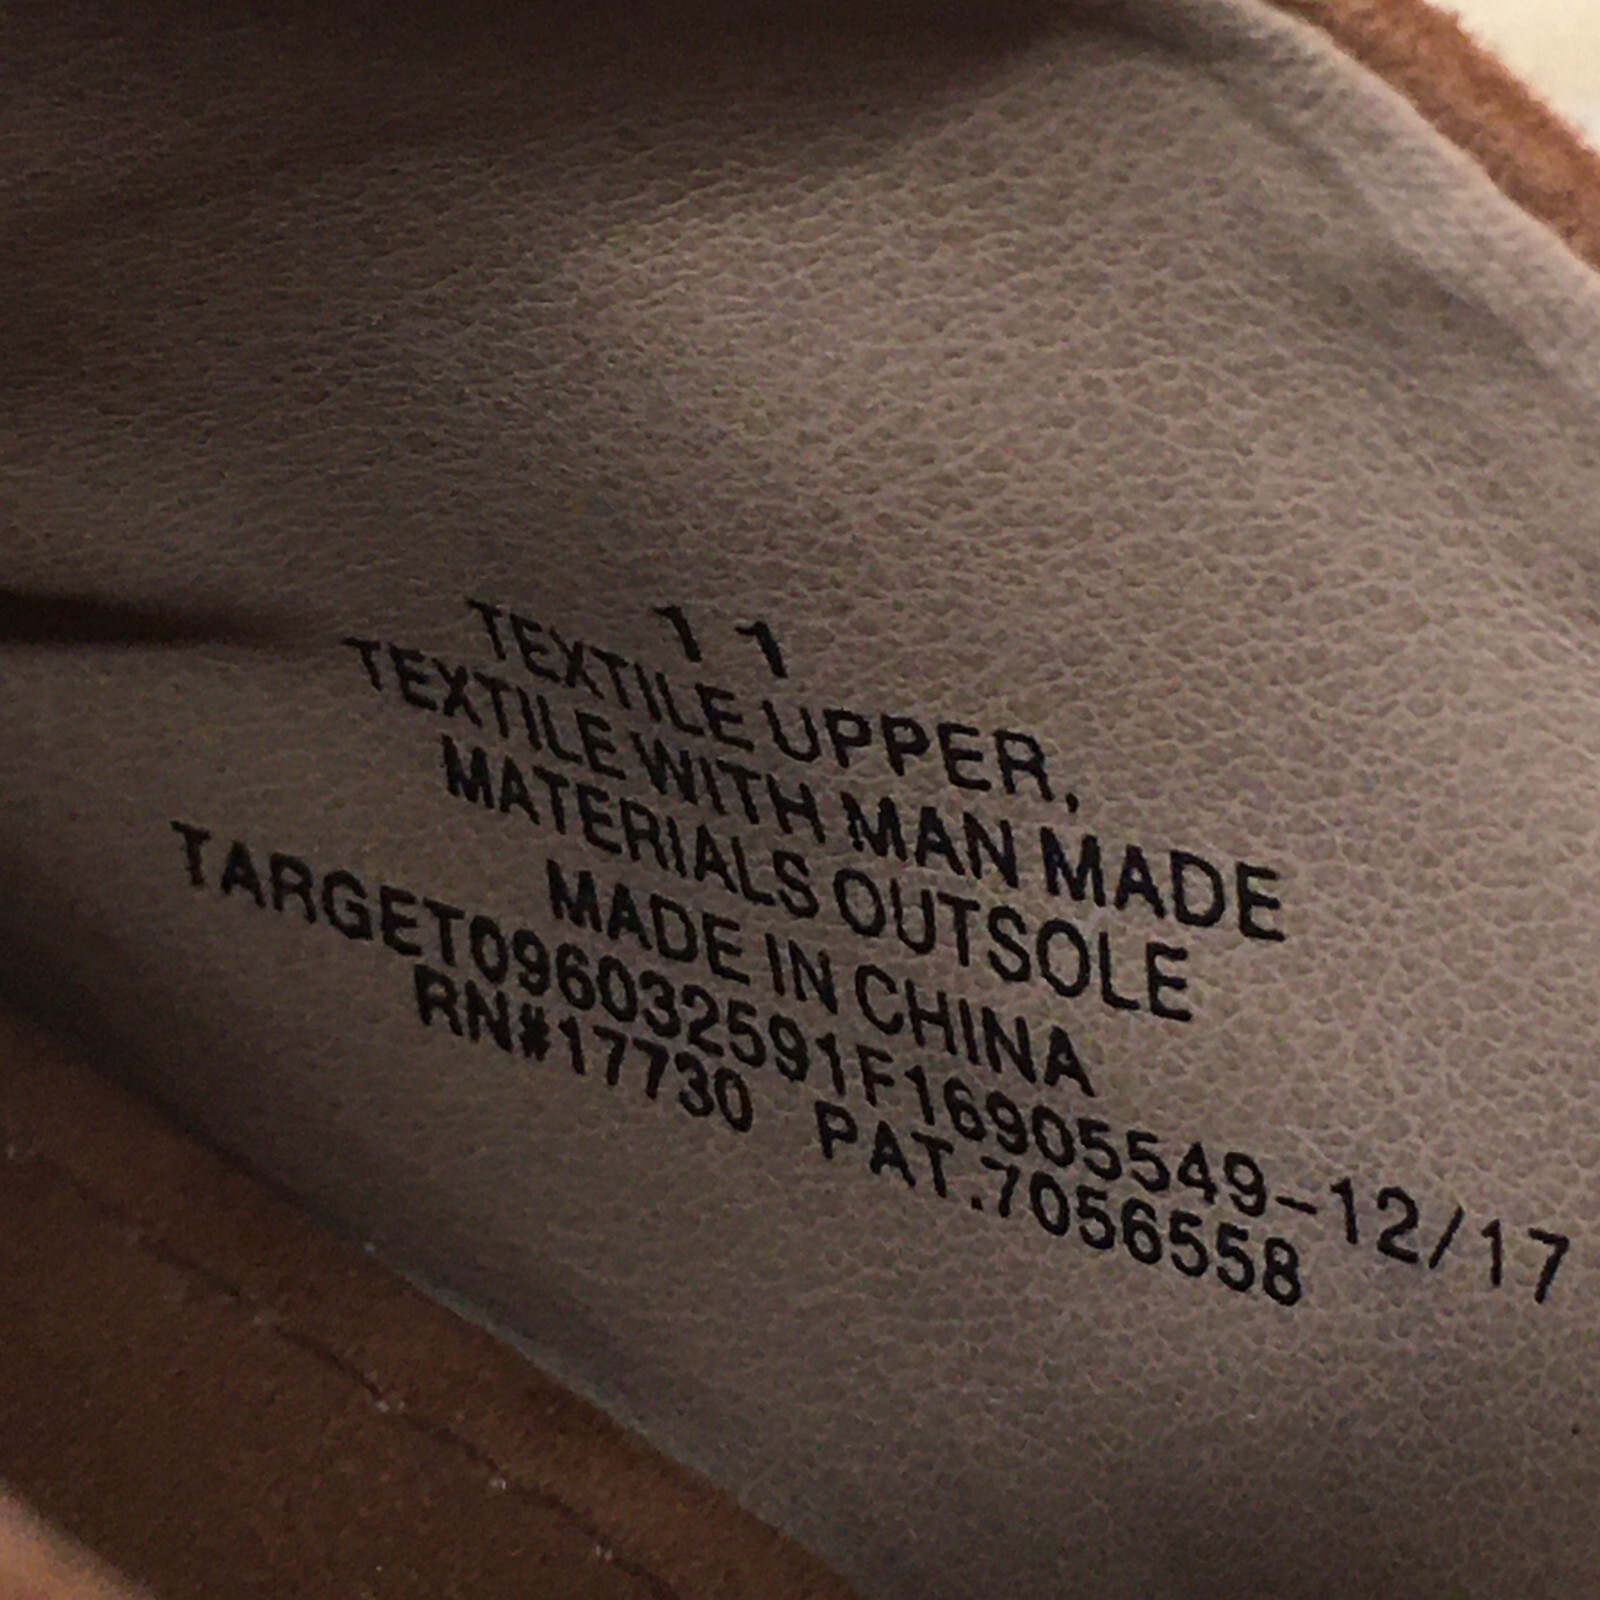 11
TEXTILE UPPER,
TEXTILE WITH MAN MADE
MATERIALS OUTSOLE
MADE IN CHINA
TARGET096032591F16905549-12/17
RN#17730 PAT.7056558